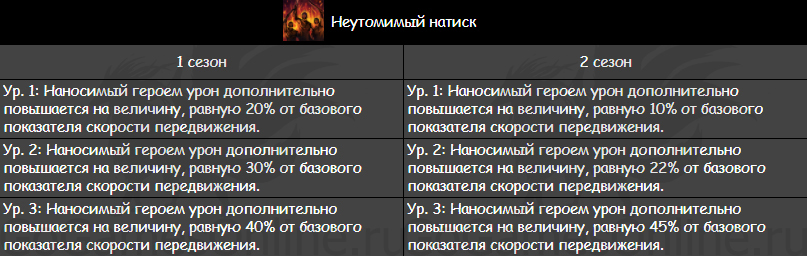 Неутомимый натиск
1 сезон
2 сезон
Ур. 1: Наносимый героем урон дополнительно
повышается на величину, равную 20% от базового
показателя скорости передвижения.
Ур. 1: Наносимый героем урон дополнительно
повышается на величину, равную 10% от базового
показателя скорости передвижения.
Ур. 2: Наносимый героем урон дополнительно
повышается на величину, равную 30% от базового
показателя скорости передвижения.
Ур. 2: Наносимый героем урон дополнительно
повышается на величину, равную 22% от базового
показателя скорости передвижения.
Ур. 3: Наносимый героем урон дополнительно
повышается на величину, равную 40% от базового
показателя скорости передвижения.
Ур. 3: Наносимый героем урон дополнительно
повышается на величину, равную 45% от базового
показателя скорости передвижения.